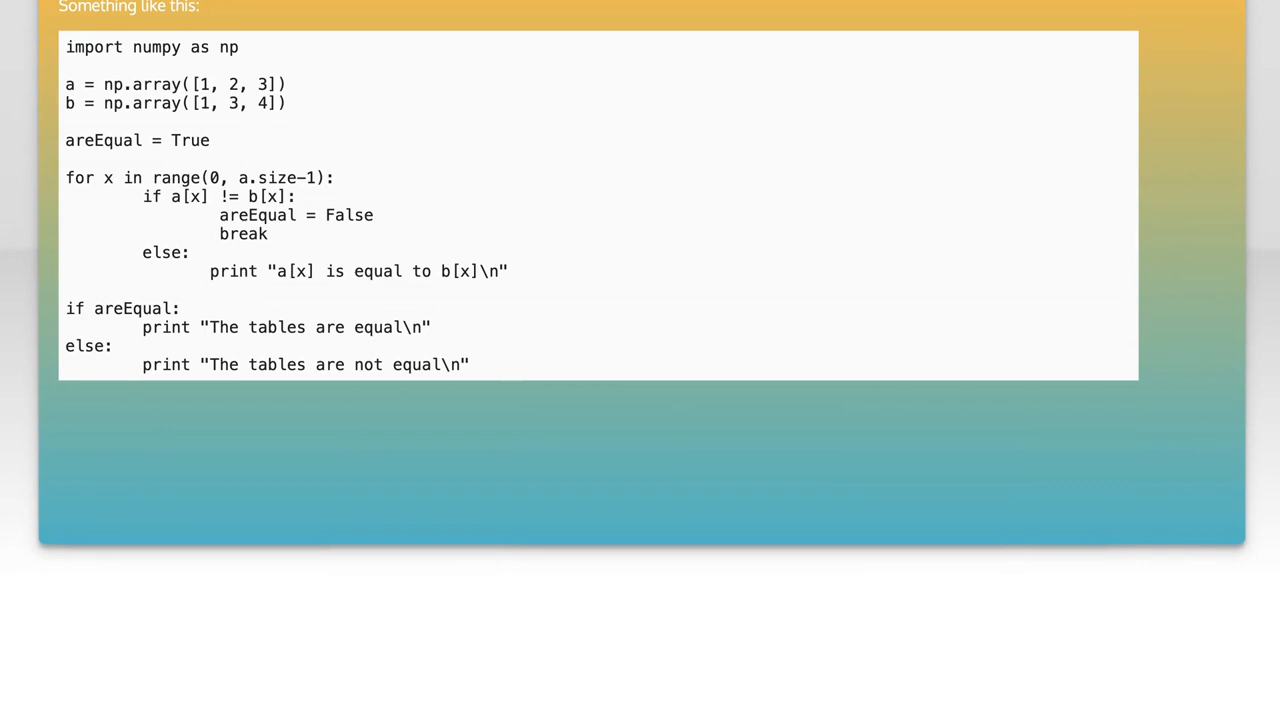 Something like this:
import numpy as np
a = np.array([1, 2, 3])
b = np.array([1, 3, 4])
areEqual = True
for x in range(0, a.size-1):
        if a[x] != b[x]:
                areEqual = False
                break
        else:
               print "a[x] is equal to b[x]\n"
if areEqual:
        print "The tables are equal\n"
else:
        print "The tables are not equal\n"